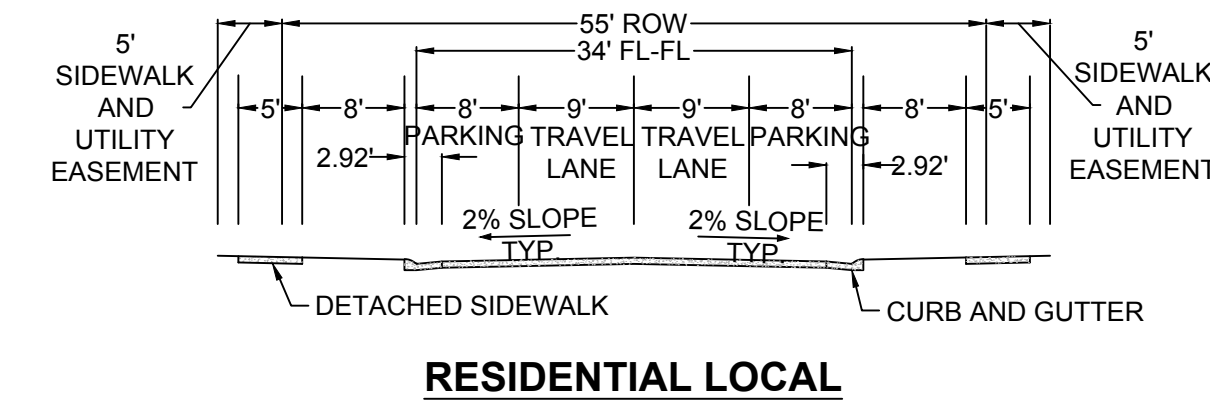 55' ROW
34' FL-FL
5'
SIDEWALK
AND
UTILITY
EASEMENT
5'
SIDEWALK
AND
UTILITY
EASEMENT
5' 8' 8' 9' 9' 8' 8' 5'
PARKING TRAVEL LANE TRAVEL LANE PARKING
2.92' 2.92'
2% SLOPE
TYP.
2% SLOPE
TYP.
DETACHED SIDEWALK
CURB AND GUTTER
RESIDENTIAL LOCAL